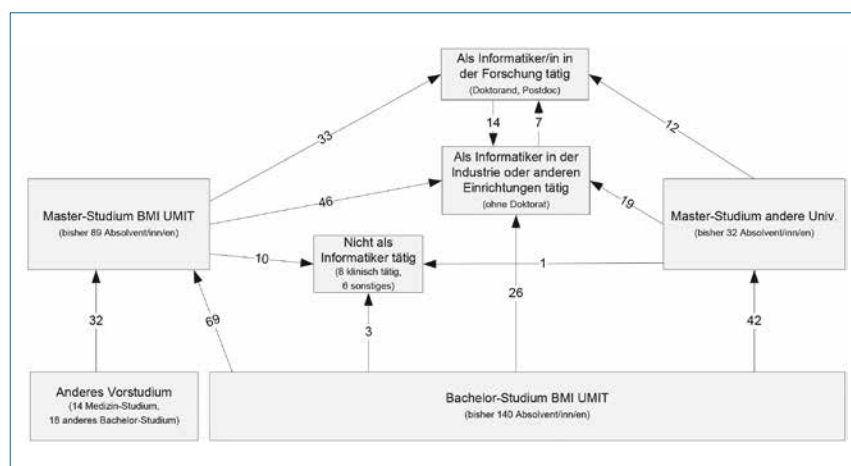 Als Informatiker/in in
der Forschung tätig
(Doktorand, Postdoc)
33
14
7
12
Als Informatiker in der
Industrie oder anderen
Einrichtungen tätig
(ohne Doktorat)
46
19
Master-Studium BMI UMIT
(bisher 89 Absolvent/inn/en)
Master-Studium andere Univ.
(bisher 32 Absolvent/inn/en)
Nicht als
Informatiker tätig
(8 klinisch tätig,
6 sonstiges)
10
1
32
69
3
26
42
Anderes Vorstudium
(14 Medizin-Studium,
18 anderes Bachelor-Studium)
Bachelor-Studium BMI UMIT
(bisher 140 Absolvent/inn/en)